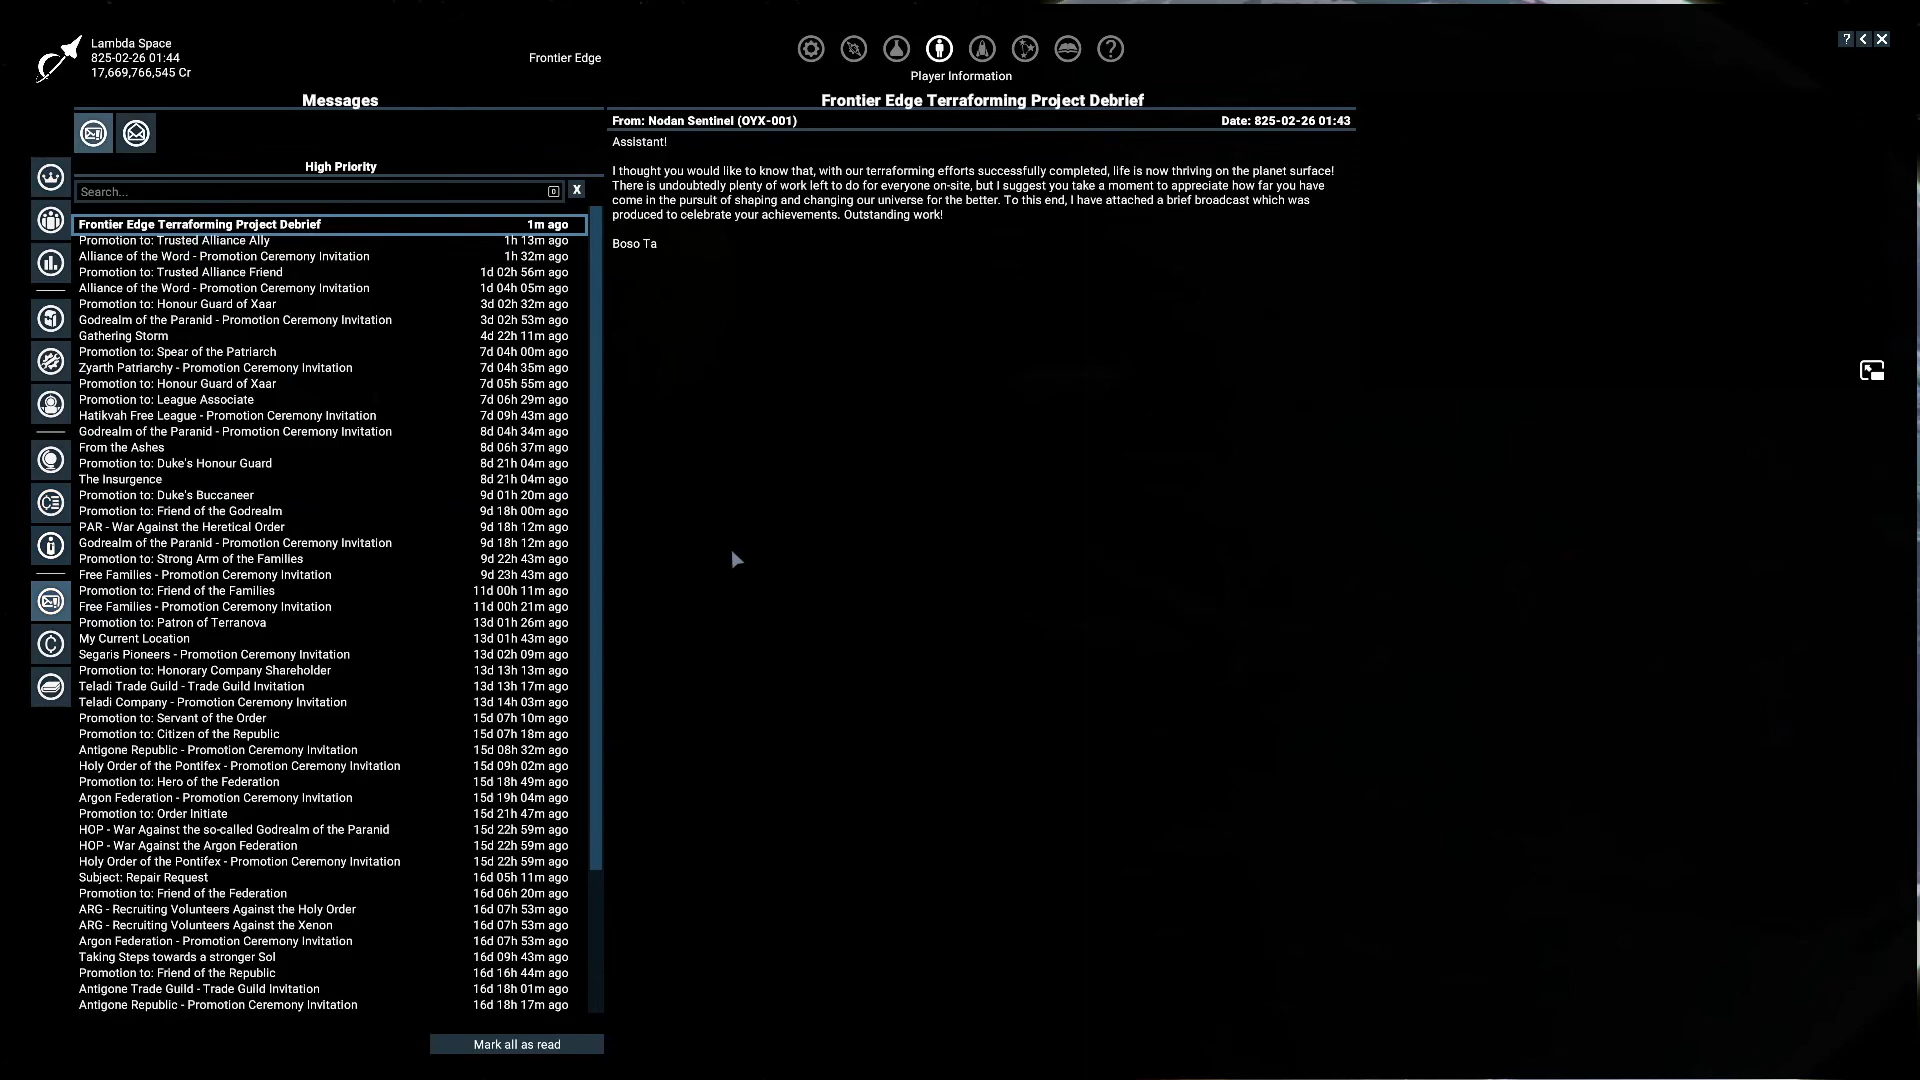 Lambda Space
825-02-26 01:44
17,669,766,545 Cr
Frontier Edge
?
? < X
Player Information
Messages
Frontier Edge Terraforming Project Debrief
From: Nodan Sentinel (OYX-001) Date: 825-02-26 01:43
Assistant!
I thought you would like to know that, with our terraforming efforts successfully completed, life is now thriving on the planet surface!
There is undoubtedly plenty of work left to do for everyone on-site, but I suggest you take a moment to appreciate how far you have
come in the pursuit of shaping and changing our universe for the better. To this end, I have attached a brief broadcast which was
produced to celebrate your achievements. Outstanding work!
Boso Ta
High Priority
Search... X
Frontier Edge Terraforming Project Debrief 1m ago
Promotion to: Trusted Alliance Ally 1h 13m ago
Alliance of the Word - Promotion Ceremony Invitation 1h 32m ago
Promotion to: Trusted Alliance Friend 1d 02h 56m ago
Alliance of the Word - Promotion Ceremony Invitation 1d 04h 05m ago
Promotion to: Honour Guard of Xaar 3d 02h 32m ago
Godrealm of the Paranid - Promotion Ceremony Invitation 3d 02h 53m ago
Gathering Storm 4d 22h 11m ago
Promotion to: Spear of the Patriarch 7d 04h 00m ago
Zyarth Patriarchy - Promotion Ceremony Invitation 7d 04h 35m ago
Promotion to: Honour Guard of Xaar 7d 05h 55m ago
Promotion to: League Associate 7d 06h 29m ago
Hatikvah Free League - Promotion Ceremony Invitation 7d 09h 43m ago
Godrealm of the Paranid - Promotion Ceremony Invitation 8d 04h 34m ago
From the Ashes 8d 06h 37m ago
Promotion to: Duke's Honour Guard 8d 21h 04m ago
The Insurgence 8d 21h 04m ago
Promotion to: Duke's Buccaneer 9d 01h 20m ago
Promotion to: Friend of the Godrealm 9d 18h 00m ago
PAR - War Against the Heretical Order 9d 18h 12m ago
Godrealm of the Paranid - Promotion Ceremony Invitation 9d 18h 12m ago
Promotion to: Strong Arm of the Families 9d 22h 43m ago
Free Families - Promotion Ceremony Invitation 9d 23h 43m ago
Promotion to: Friend of the Families 11d 00h 11m ago
Free Families - Promotion Ceremony Invitation 11d 00h 21m ago
Promotion to: Patron of Terranova 13d 01h 26m ago
My Current Location 13d 01h 43m ago
Segaris Pioneers - Promotion Ceremony Invitation 13d 02h 09m ago
Promotion to: Honorary Company Shareholder 13d 13h 13m ago
Teladi Trade Guild - Trade Guild Invitation 13d 13h 17m ago
Teladi Company - Promotion Ceremony Invitation 13d 14h 03m ago
Promotion to: Servant of the Order 15d 07h 10m ago
Promotion to: Citizen of the Republic 15d 07h 18m ago
Antigone Republic - Promotion Ceremony Invitation 15d 08h 32m ago
Holy Order of the Pontifex - Promotion Ceremony Invitation 15d 09h 02m ago
Promotion to: Hero of the Federation 15d 18h 49m ago
Argon Federation - Promotion Ceremony Invitation 15d 19h 04m ago
Promotion to: Order Initiate 15d 21h 47m ago
HOP - War Against the so-called Godrealm of the Paranid 15d 22h 59m ago
HOP - War Against the Argon Federation 15d 22h 59m ago
Holy Order of the Pontifex - Promotion Ceremony Invitation 15d 22h 59m ago
Subject: Repair Request 16d 05h 11m ago
Promotion to: Friend of the Federation 16d 06h 20m ago
ARG - Recruiting Volunteers Against the Holy Order 16d 07h 53m ago
ARG - Recruiting Volunteers Against the Xenon 16d 07h 53m ago
Argon Federation - Promotion Ceremony Invitation 16d 07h 53m ago
Taking Steps towards a stronger Sol 16d 09h 43m ago
Promotion to: Friend of the Republic 16d 16h 44m ago
Antigone Trade Guild - Trade Guild Invitation 16d 18h 01m ago
Antigone Republic - Promotion Ceremony Invitation 16d 18h 17m ago
Mark all as read